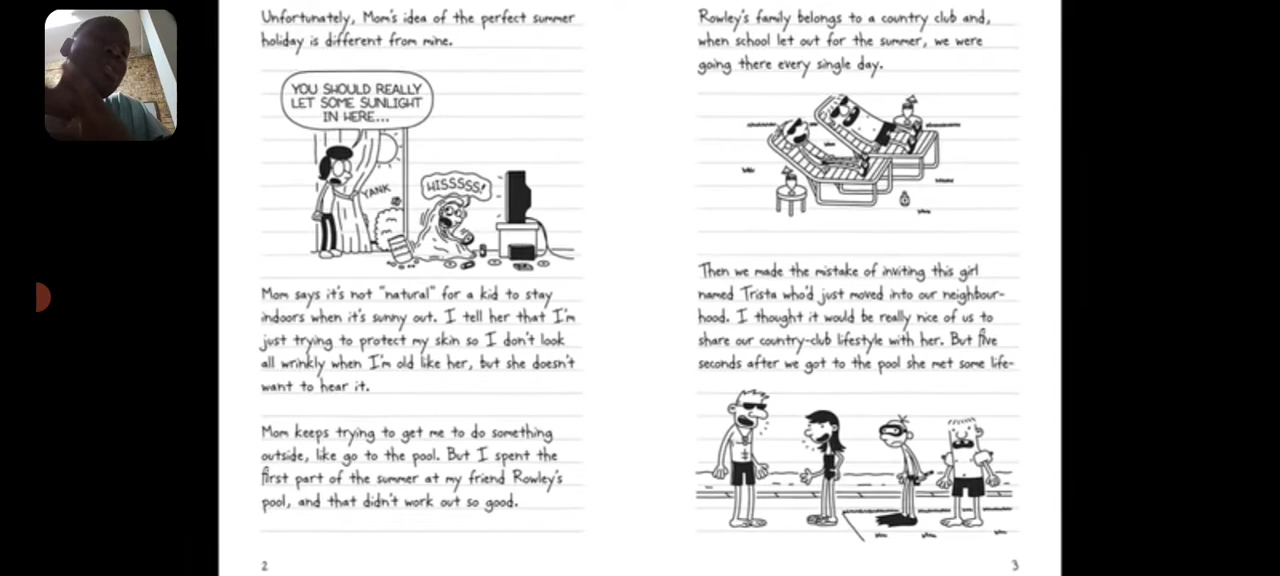 Unfortunately, Mom's idea of the perfect summer
holiday is different from mine.
YOU SHOULD REALLY
LET SOME SUNLIGHT
IN HERE...
YANK
HISSSSS!
Mom says it's not "natural" for a kid to stay
indoors when it's sunny out. I tell her that I'm
just trying to protect my skin so I don't look
all wrinkly when I'm old like her, but she doesn't
want to hear it.
Mom keeps trying to get me to do something
outside, like go to the pool. But I spent the
first part of the summer at my friend Rowley's
pool, and that didn't work out so good.
2
Rowley's family belongs to a country club and,
when school let out for the summer, we were
going there every single day.
Then we made the mistake of inviting this girl
named Trista who'd just moved into our neighbour-
hood. I thought it would be really nice of us to
share our country-club lifestyle with her. But five
seconds after we got to the pool she met some life-
3